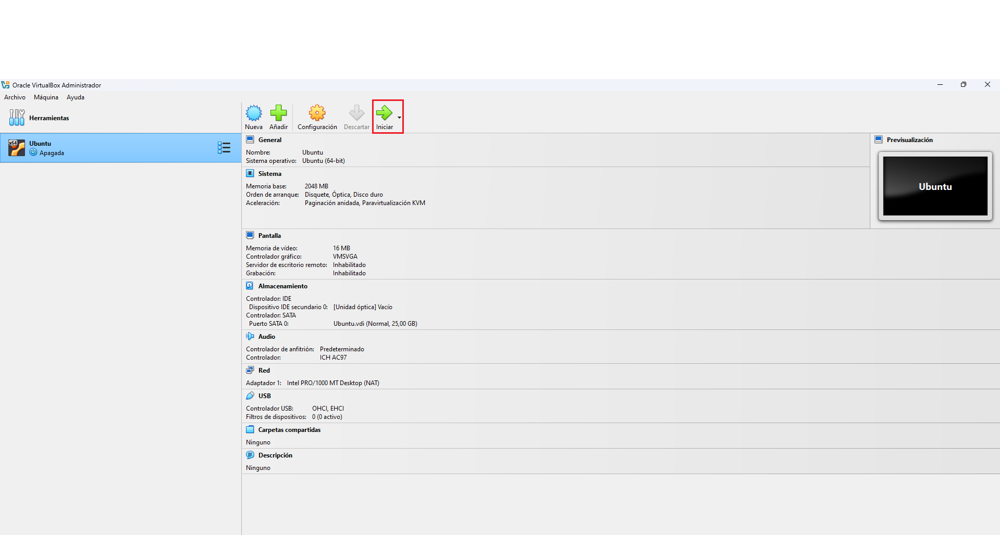 Oracle VirtualBox Administrador
Archivo Máquina Ayuda
Herramientas
Nueva Añadir Configuración Descartar Iniciar
x64
Ubuntu
Apagada
General
Nombre: Ubuntu
Sistema operativo: Ubuntu (64-bit)
Sistema
Memoria base: 2048 MB
Orden de arranque: Disquete, Óptica, Disco duro
Aceleración: Paginación anidada, Paravirtualización KVM
Previsualización
Ubuntu
Pantalla
Memoria de vídeo: 16 MB
Controlador gráfico: VMSVGA
Servidor de escritorio remoto: Inhabilitado
Grabación: Inhabilitado
Almacenamiento
Controlador: IDE
Dispositivo IDE secundario 0: [Unidad óptica] Vacío
Controlador: SATA
Puerto SATA 0: Ubuntu.vdi (Normal, 25,00 GB)
Audio
Controlador de anfitrión: Predeterminado
Controlador: ICH AC97
Red
Adaptador 1: Intel PRO/1000 MT Desktop (NAT)
USB
Controlador USB: OHCI, EHCI
Filtros de dispositivos: 0 (0 activo)
Carpetas compartidas
Ninguno
Descripción
Ninguno